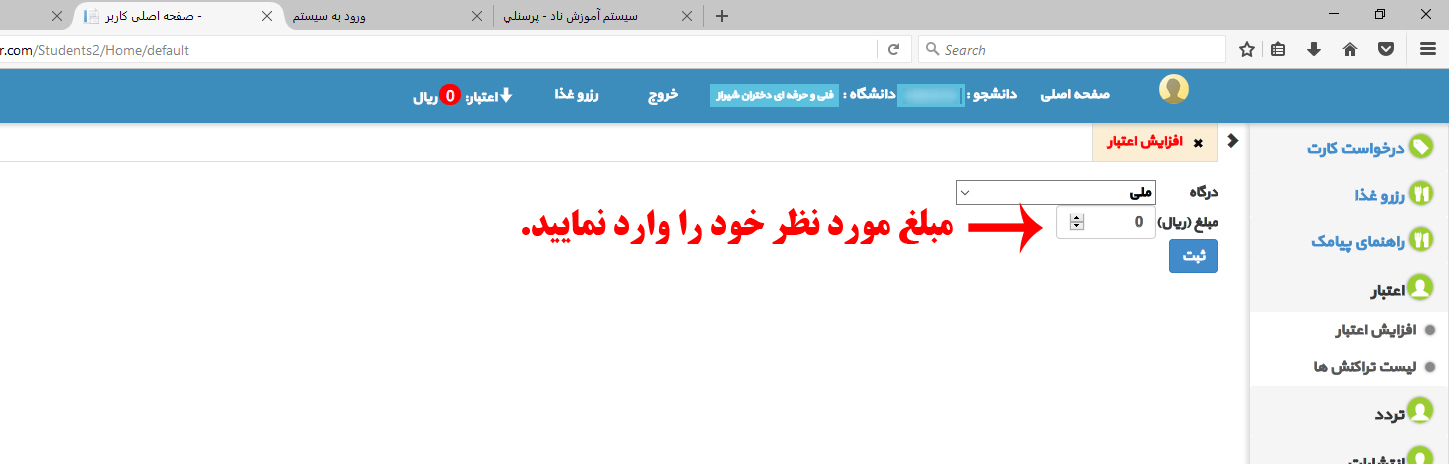 صفحه اصلی کاربر -
ورود به سیستم
سیستم آموزش ناد - پرسنلي
r.com/Students2/Home/default
Search
صفحه اصلی
دانشجو :
دانشگاه : فنی و حرفه ای دختران شیراز
خروج
رزرو غذا
اعتبار: 0 ریال
درخواست کارت
رزرو غذا
راهنمای پیامک
اعتبار
افزایش اعتبار
لیست تراکنش ها
تردد
انتشارات
افزایش اعتبار
درگاه ملی
مبلغ (ریال) 0
مبلغ مورد نظر خود را وارد نمایید.
ثبت